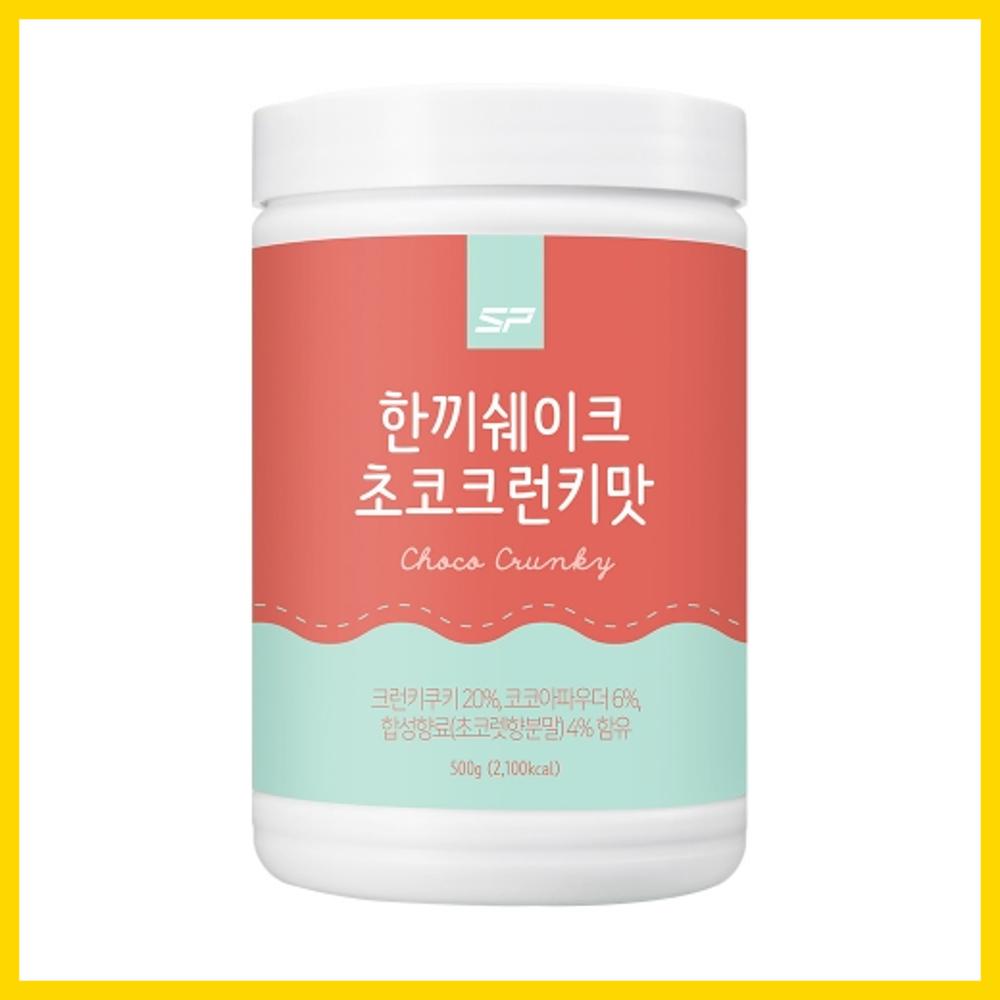 SP
한끼쉐이크
초코크런키맛
Choco Crunky
크런키쿠키 20%, 코코아파우더 6%,
합성향료(초코렛향분말) 4% 함유
500g (2,100kcal)